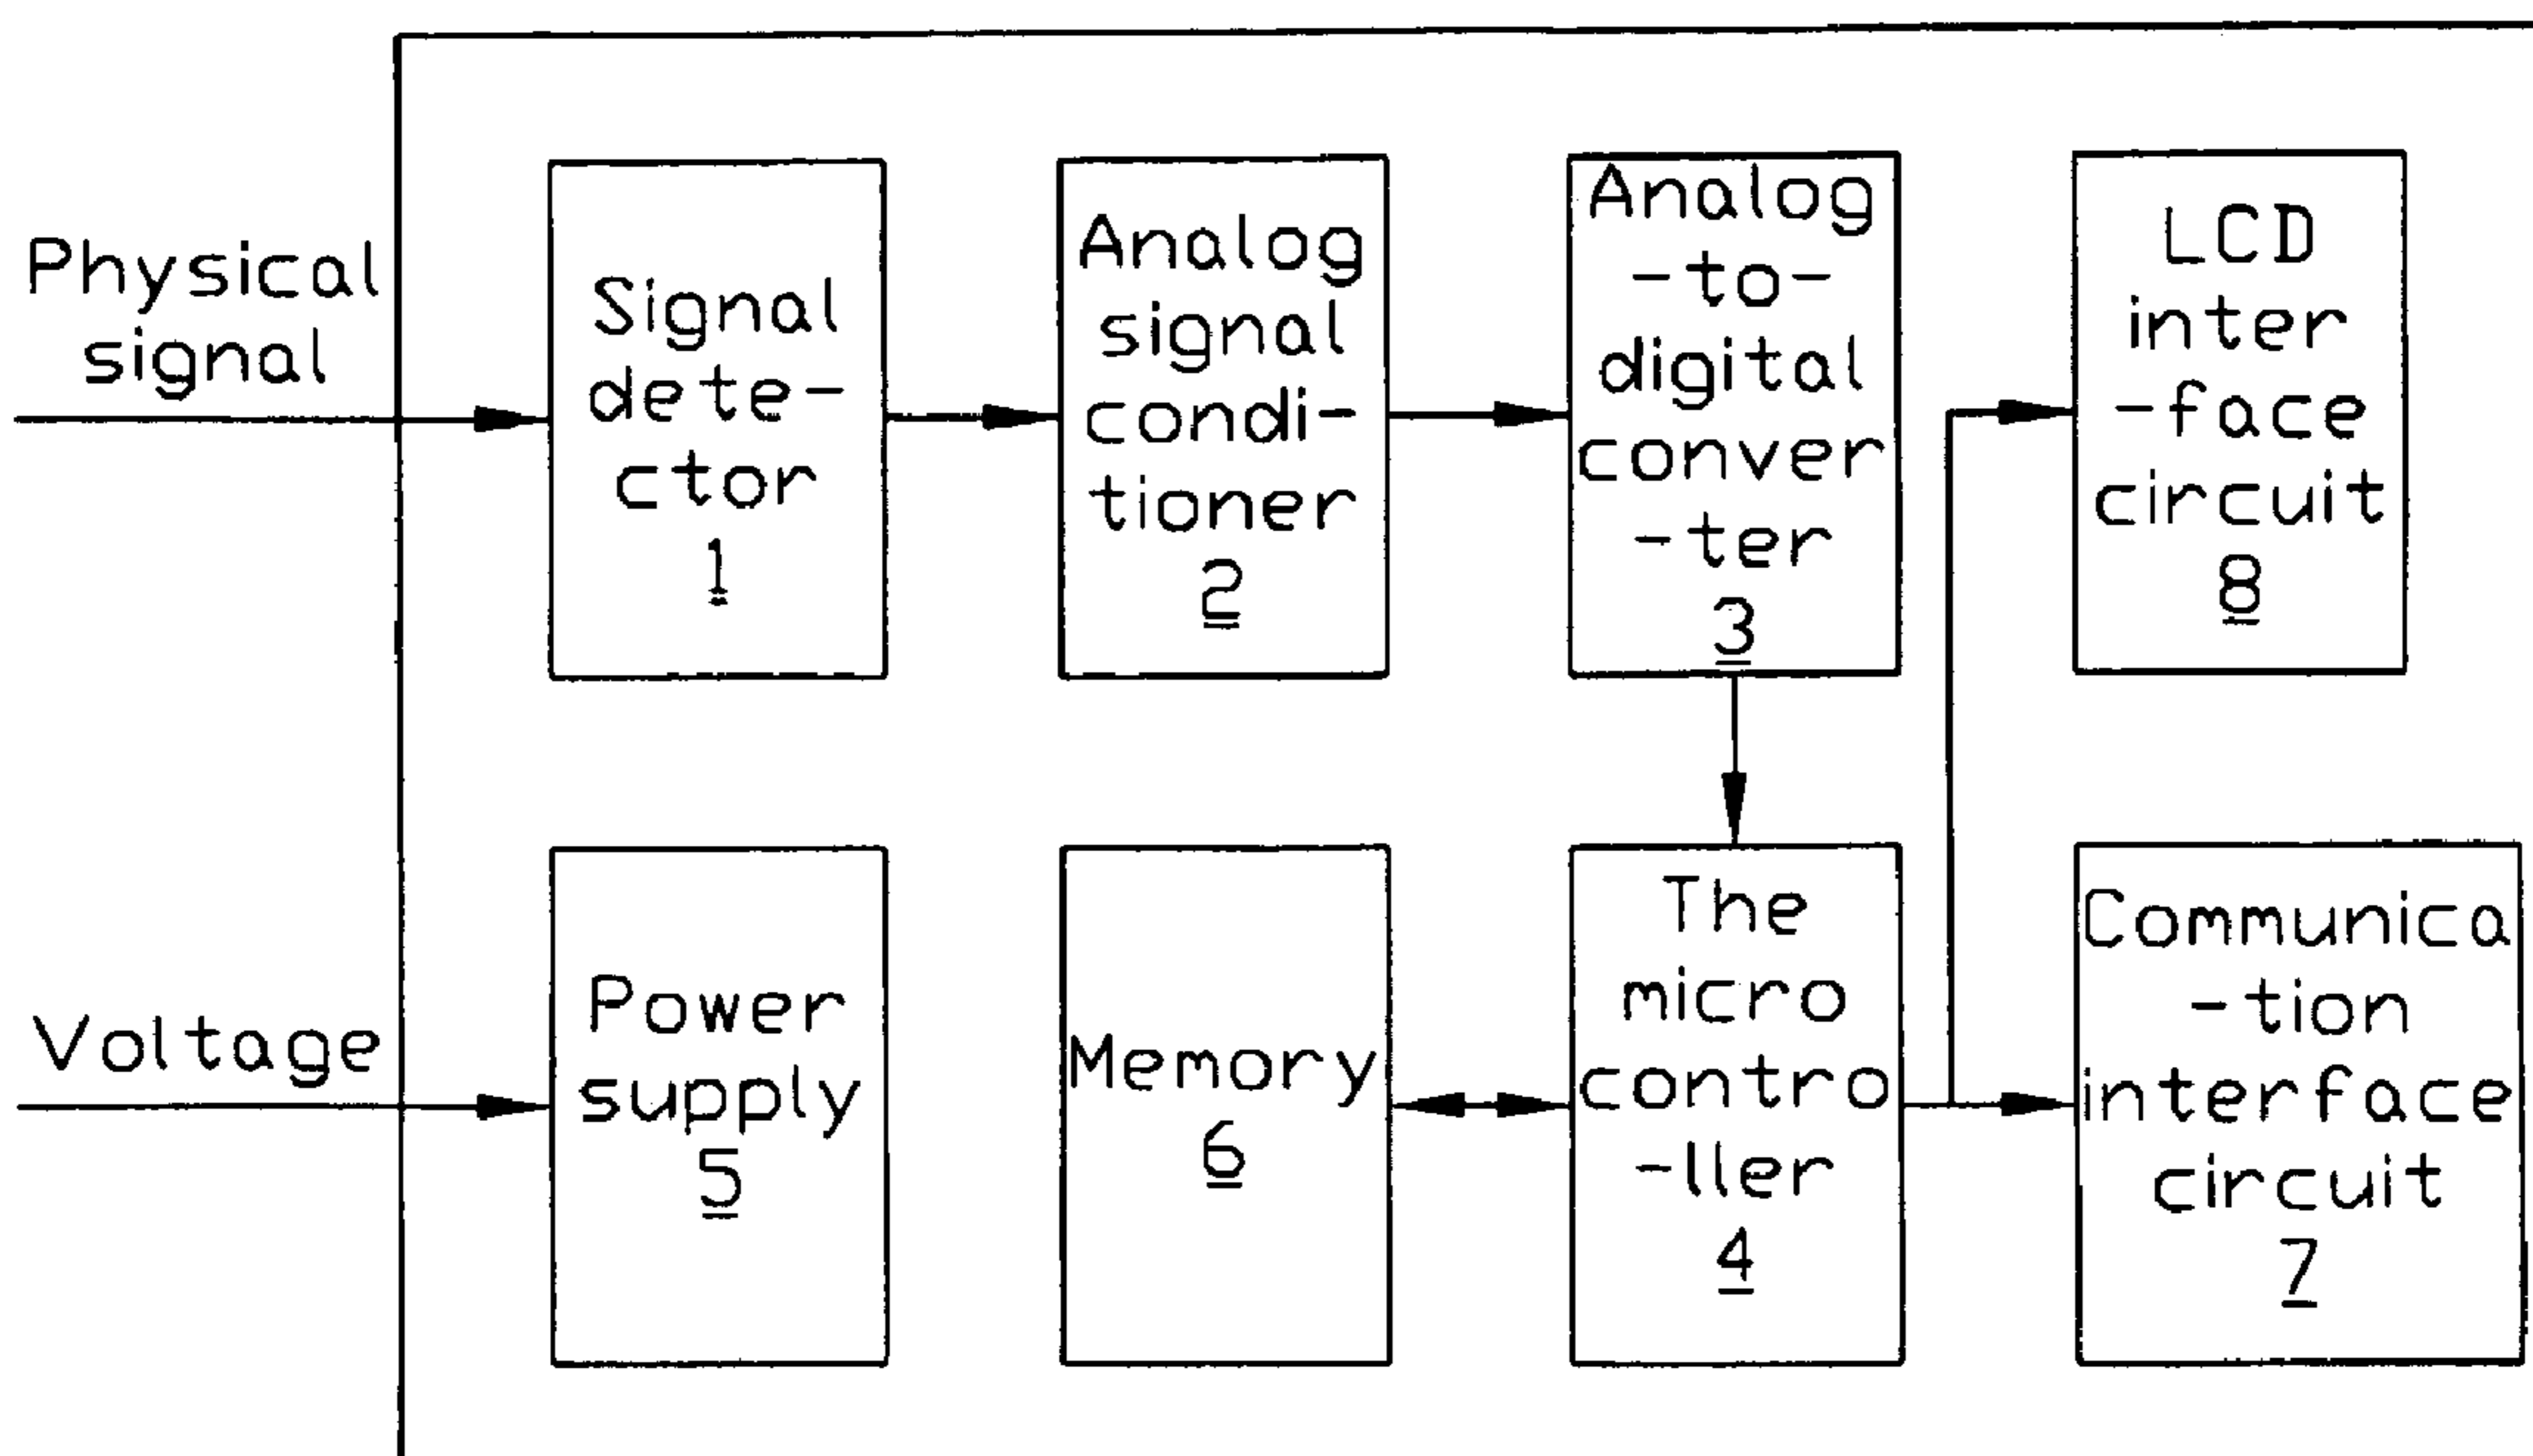 Physical
signal
Signal
dete-
ctor
1
Analog
signal
condi-
tioner
2
Analog
-to-
digital
conver
-ter
3
LCD
inter
-face
circuit
8
Voltage
Power
supply
5
Memory
6
The
micro
contro
-ller
4
Communica
-tion
interface
circuit
7